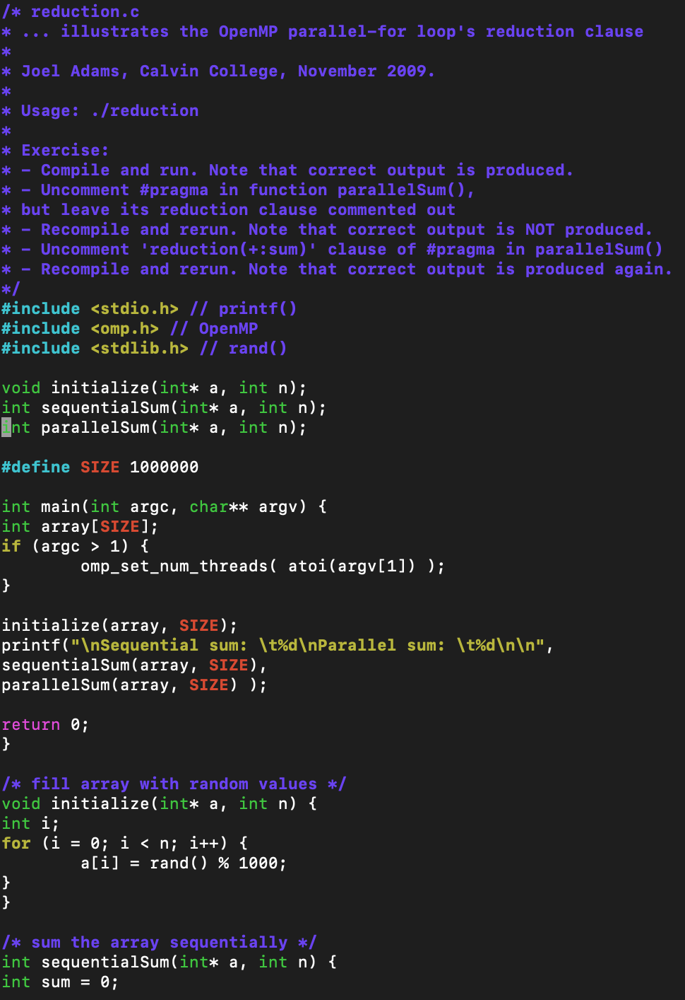 /* reduction.c
* ... illustrates the OpenMP parallel-for loop's reduction clause
*
* Joel Adams, Calvin College, November 2009.
*
* Usage: ./reduction
*
* Exercise:
* - Compile and run. Note that correct output is produced.
* - Uncomment #pragma in function parallelSum(),
* but leave its reduction clause commented out
* - Recompile and rerun. Note that correct output is NOT produced.
* - Uncomment 'reduction(+:sum)' clause of #pragma in parallelSum()
* - Recompile and rerun. Note that correct output is produced again.
*/
#include <stdio.h> // printf()
#include <omp.h> // OpenMP
#include <stdlib.h> // rand()

void initialize(int* a, int n);
int sequentialSum(int* a, int n);
int parallelSum(int* a, int n);

#define SIZE 1000000

int main(int argc, char** argv) {
int array[SIZE];
if (argc > 1) {
        omp_set_num_threads( atoi(argv[1]) );
}

initialize(array, SIZE);
printf("\nSequential sum: \t%d\nParallel sum: \t%d\n\n",
sequentialSum(array, SIZE),
parallelSum(array, SIZE) );

return 0;
}

/* fill array with random values */
void initialize(int* a, int n) {
int i;
for (i = 0; i < n; i++) {
        a[i] = rand() % 1000;
}
}

/* sum the array sequentially */
int sequentialSum(int* a, int n) {
int sum = 0;